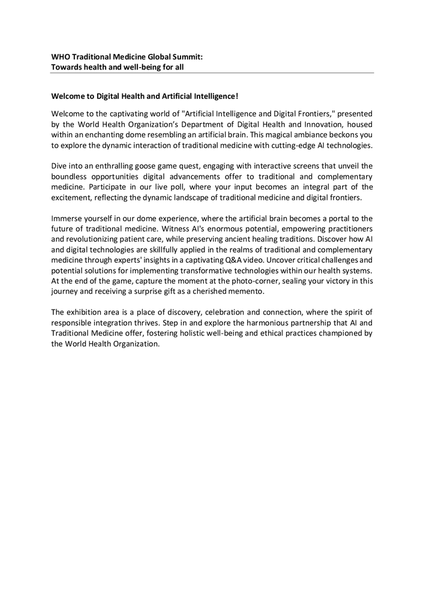 WHO Traditional Medicine Global Summit:
Towards health and well-being for all
Welcome to Digital Health and Artificial Intelligence!
Welcome to the captivating world of "Artificial Intelligence and Digital Frontiers," presented
by the World Health Organization's Department of Digital Health and Innovation, housed
within an enchanting dome resembling an artificial brain. This magical ambiance beckons you
to explore the dynamic interaction of traditional medicine with cutting-edge AI technologies.
Dive into an enthralling goose game quest, engaging with interactive screens that unveil the
boundless opportunities digital advancements offer to traditional and complementary
medicine. Participate in our live poll, where your input becomes an integral part of the
excitement, reflecting the dynamic landscape of traditional medicine and digital frontiers.
Immerse yourself in our dome experience, where the artificial brain becomes a portal to the
future of traditional medicine. Witness AI's enormous potential, empowering practitioners
and revolutionizing patient care, while preserving ancient healing traditions. Discover how AI
and digital technologies are skillfully applied in the realms of traditional and complementary
medicine through experts' insights in a captivating Q&A video. Uncover critical challenges and
potential solutions for implementing transformative technologies within our health systems.
At the end of the game, capture the moment at the photo-corner, sealing your victory in this
journey and receiving a surprise gift as a cherished memento.
The exhibition area is a place of discovery, celebration and connection, where the spirit of
responsible integration thrives. Step in and explore the harmonious partnership that AI and
Traditional Medicine offer, fostering holistic well-being and ethical practices championed by
the World Health Organization.